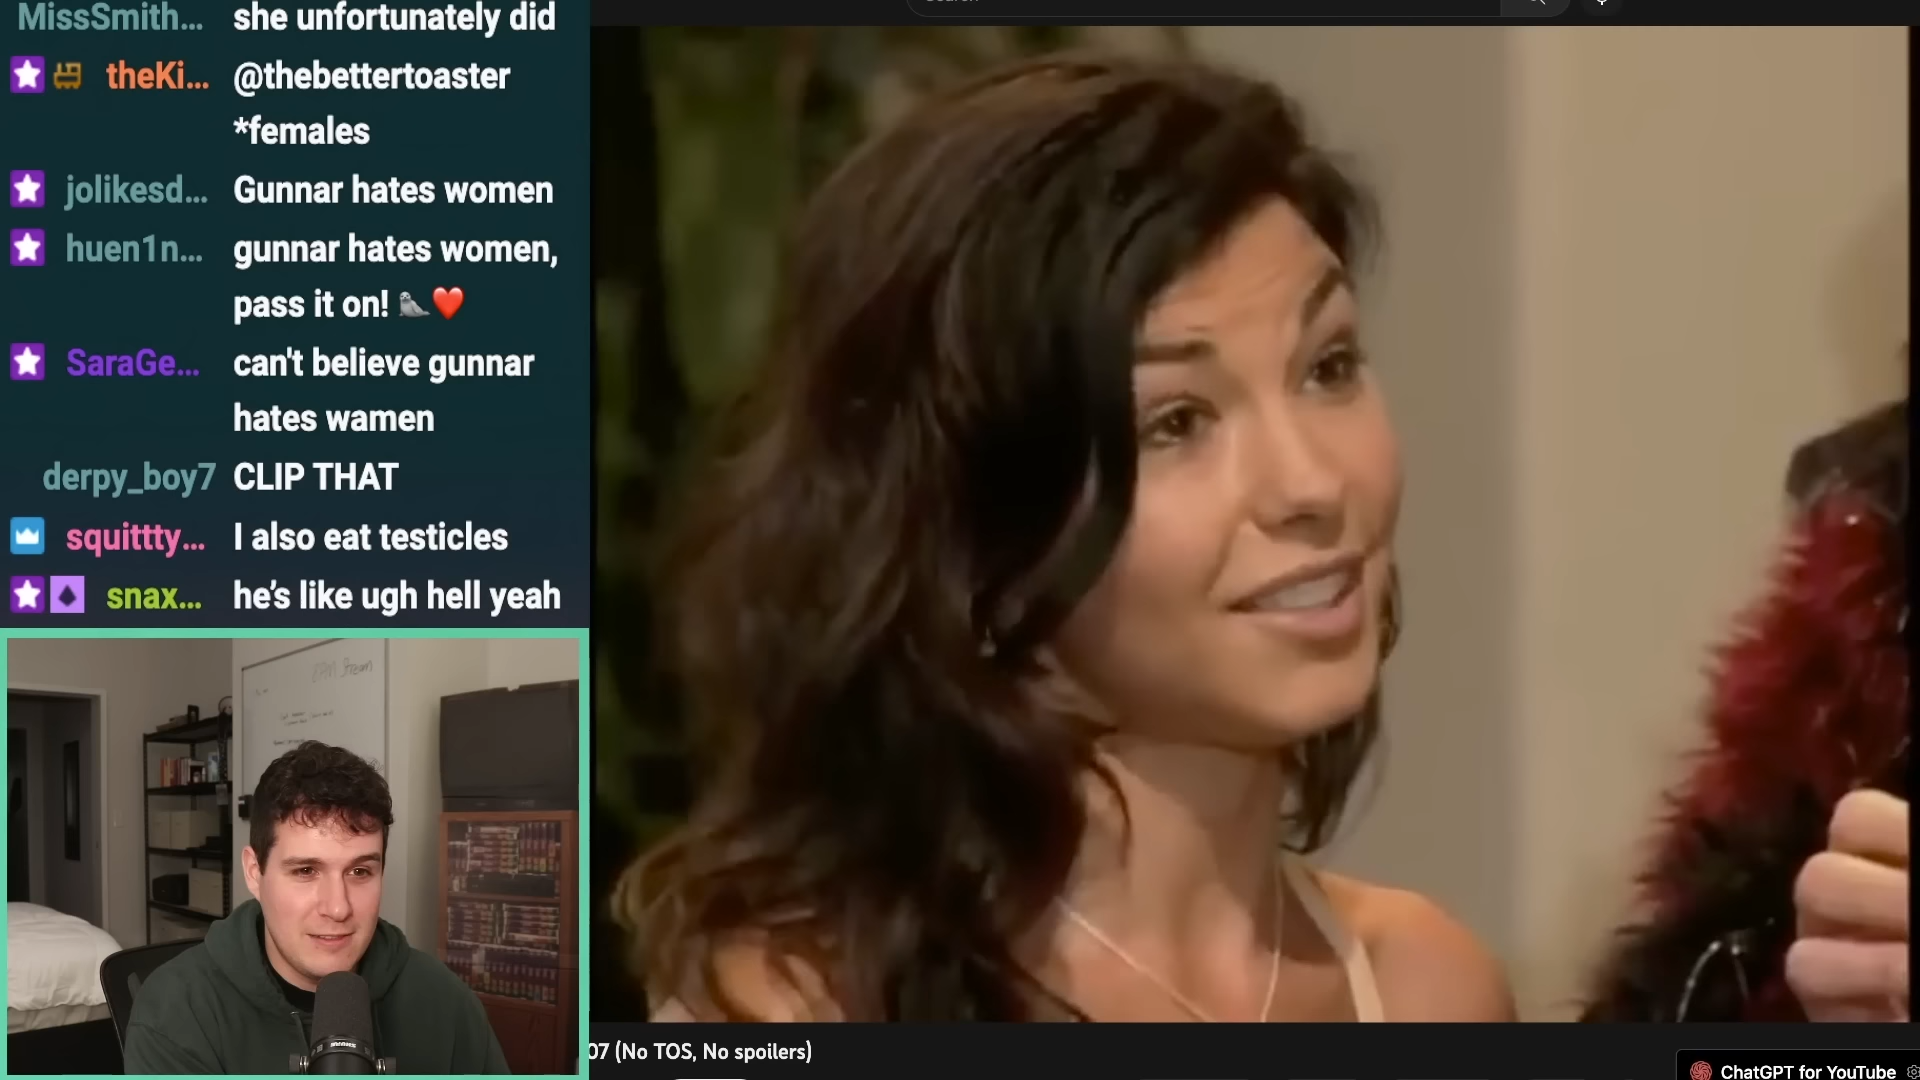 MissSmith... she unfortunately did
theKi... @thebettertoaster
*females
jolikesd... Gunnar hates women
huen1n... gunnar hates women,
pass it on! 🦭❤️
SaraGe... can't believe gunnar
hates wamen
derpy_boy7 CLIP THAT
squittty... I also eat testicles
snax... he's like ugh hell yeah
07 (No TOS, No spoilers)
ChatGPT for YouTube